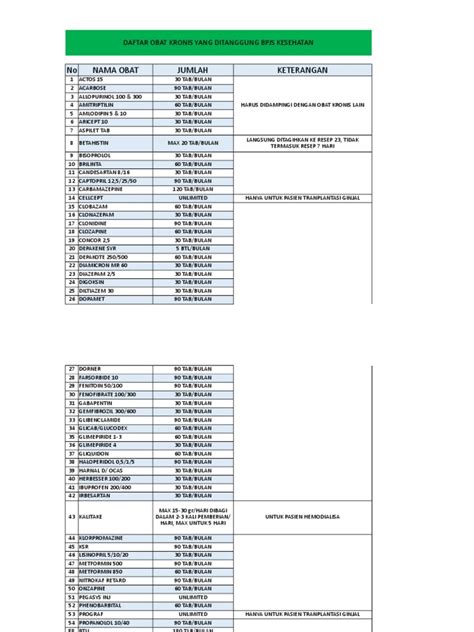 DAFTAR OBAT KRONIS YANG DITANGGUNG BPJS KESEHATAN
No NAMA OBAT JUMLAH KETERANGAN
1 ACTOS 15 30 TAB/BULAN
2 ACARBOSE 90 TAB/BULAN
3 ALLOPURINOL 100 & 300 30 TAB/BULAN
4 AMITRIPTILIN 60 TAB/BULAN HARUS DIDAMPINGI DENGAN OBAT KRONIS LAIN
5 AMLODIPIN 5 & 10 30 TAB/BULAN
6 ARICEPT 10 30 TAB/BULAN
7 ASPILET TAB 30 TAB/BULAN
8 BETAHISTIN MAX 20 TAB/BULAN LANGSUNG DITAGIHKAN KE RESEP 23, TIDAK
TERMASUK RESEP 7 HARI
9 BISOPROLOL 30 TAB/BULAN
10 BRILINTA 60 TAB/BULAN
11 CANDESARTAN 8/16 30 TAB/BULAN
12 CAPTOPRIL 12,5/25/50 90 TAB/BULAN
13 CARBAMAZEPINE 120 TAB/BULAN
14 CELLCEPT UNLIMITED HANYA UNTUK PASIEN TRANPLANTASI GINJAL
15 CLOBAZAM 60 TAB/BULAN
16 CLONAZEPAM 30 TAB/BULAN
17 CLONIDINE 90 TAB/BULAN
18 CLOZAPINE 60 TAB/BULAN
19 CONCOR 2,5 30 TAB/BULAN
20 DEPAKENE SYR 5 BTL/BULAN
21 DEPAKOTE 250/500 60 TAB/BULAN
22 DIAMICRON MR 60 30 TAB/BULAN
23 DIAZEPAM 2/5 30 TAB/BULAN
24 DIGOKSIN 30 TAB/BULAN
25 DILTIAZEM 30 30 TAB/BULAN
26 DOPAMET 90 TAB/BULAN
27 DORNER 90 TAB/BULAN
28 FARSORBIDE 10 90 TAB/BULAN
29 FENITOIN 50/100 90 TAB/BULAN
30 FENOFIBRATE 100/300 30 TAB/BULAN
31 GABAPENTIN 30 TAB/BULAN
32 GEMFIBROZIL 300/600 30 TAB/BULAN
33 GLIBENCLAMIDE 90 TAB/BULAN
34 GLICAB/GLUCODEX 60 TAB/BULAN
35 GLIMEPIRIDE 1-3 60 TAB/BULAN
36 GLIMEPIRIDE 4 30 TAB/BULAN
37 GLIQUIDON 60 TAB/BULAN
38 HALOPERIDOL 0,5/1/5 90 TAB/BULAN
39 HARNAL D/ OCAS 30 TAB/BULAN
40 HERBESSER 100/200 30 TAB/BULAN
41 IBUPROFEN 200/400 30 TAB/BULAN
42 IRBESARTAN 30 TAB/BULAN
43 KALITAKE MAX 15-30 gr/HARI DIBAGI
DALAM 2-3 KALI PEMBERIAN/
HARI, MAX UNTUK 5 HARI UNTUK PASIEN HEMODIALISA
44 KLORPROMAZINE 90 TAB/BULAN
45 KSR 90 TAB/BULAN
46 LISINOPRIL 5/10/20 30 TAB/BULAN
47 METFORMIN 500 90 TAB/BULAN
48 METFORMIN 850 60 TAB/BULAN
49 NITROKAF RETARD 90 TAB/BULAN
50 ONZAPINE 60 TAB/BULAN
51 PEGASYS INJ UNLIMITED
52 PHENOBARBITAL 60 TAB/BULAN
53 PROGRAF UNLIMITED HANYA UNTUK PASIEN TRANPLANTASI GINJAL
54 PROPANOLOL 10/40 90 TAB/BULAN